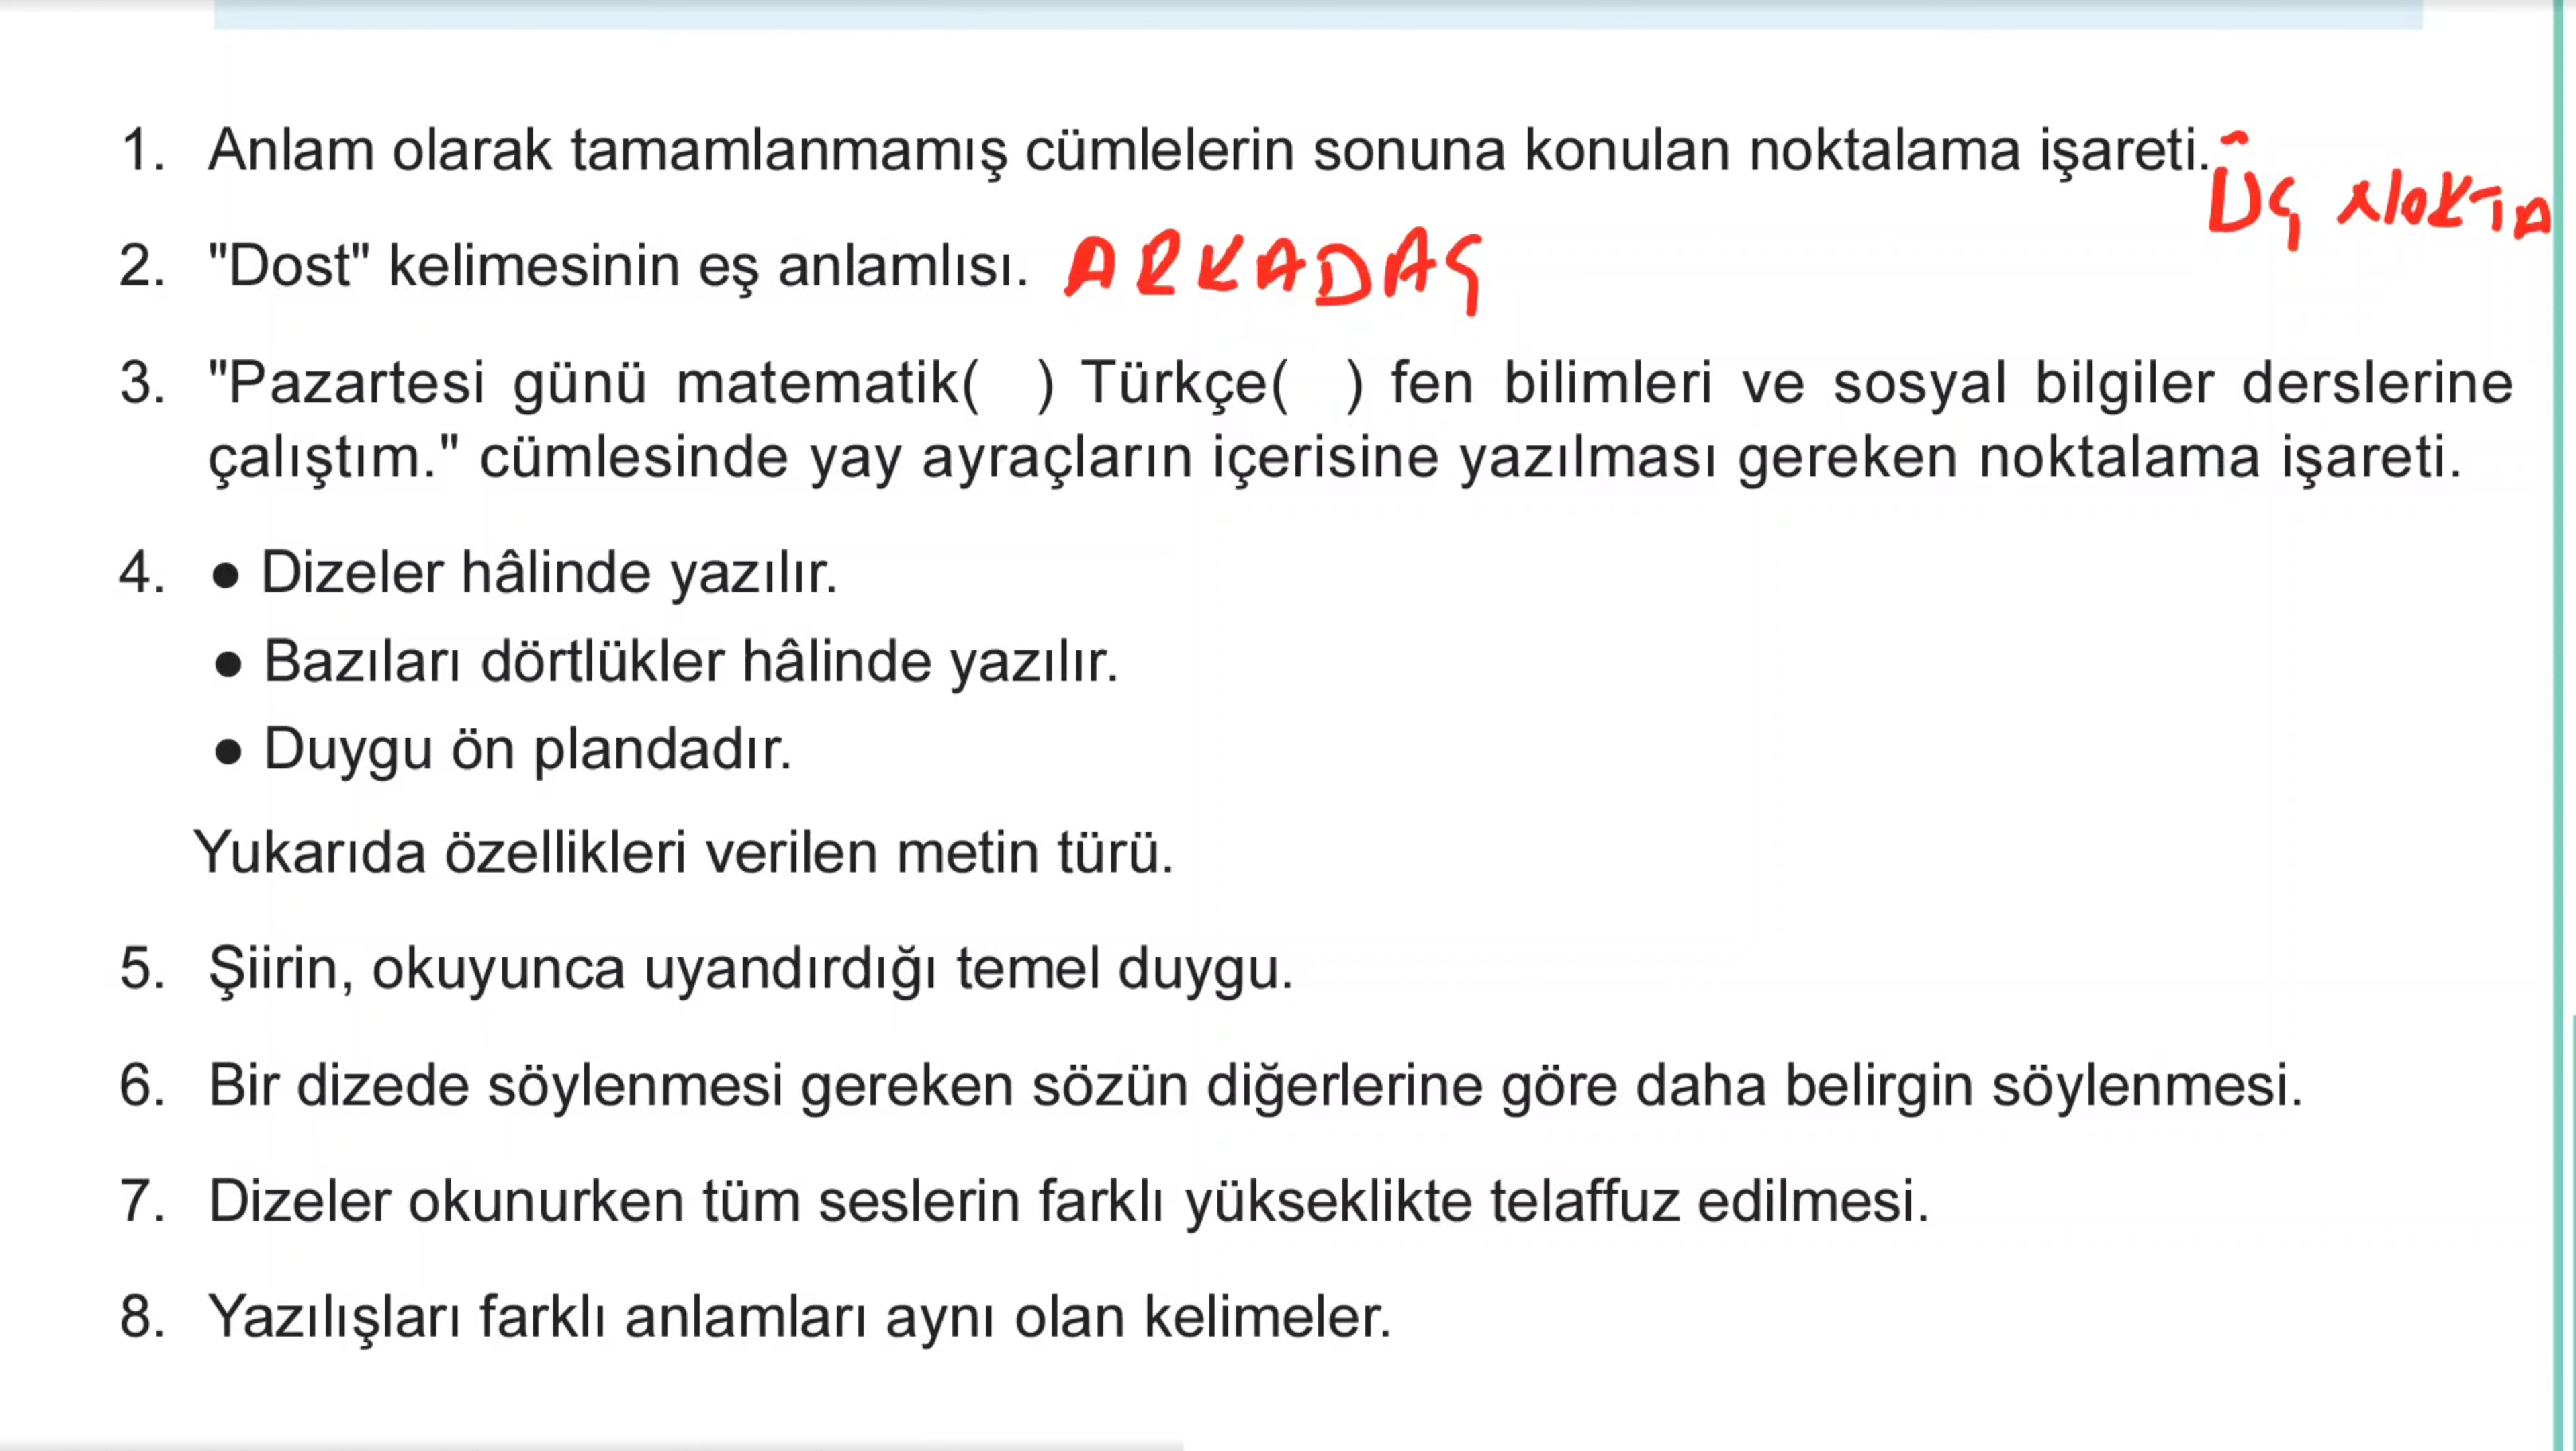 1. Anlam olarak tamamlanmamış cümlelerin sonuna konulan noktalama işareti.
Üç Nokta
2. "Dost" kelimesinin eş anlamlısı. ARKADAŞ
3. "Pazartesi günü matematik( ) Türkçe( ) fen bilimleri ve sosyal bilgiler derslerine
çalıştım." cümlesinde yay ayraçların içerisine yazılması gereken noktalama işareti.
4. ● Dizeler hâlinde yazılır.
● Bazıları dörtlükler hâlinde yazılır.
● Duygu ön plandadır.
Yukarıda özellikleri verilen metin türü.
5. Şiirin, okuyunca uyandırdığı temel duygu.
6. Bir dizede söylenmesi gereken sözün diğerlerine göre daha belirgin söylenmesi.
7. Dizeler okunurken tüm seslerin farklı yükseklikte telaffuz edilmesi.
8. Yazılışları farklı anlamları aynı olan kelimeler.